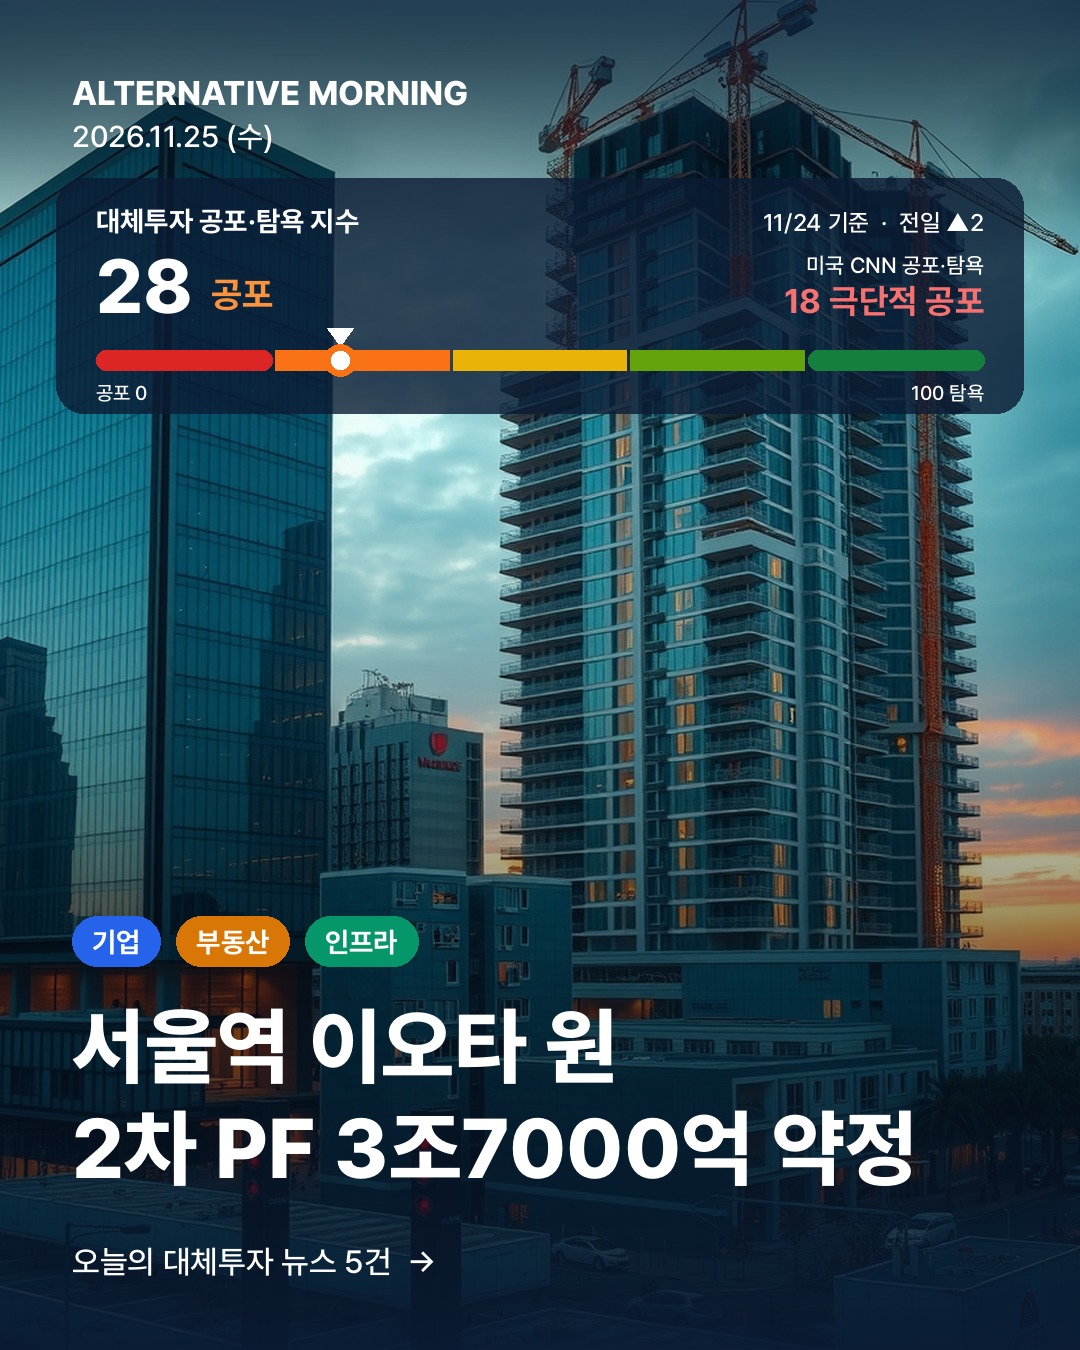 ALTERNATIVE MORNING
2026.11.25 (수)
대체투자 공포·탐욕 지수
11/24 기준 · 전일 ▲2
28 공포
미국 CNN 공포·탐욕
18 극단적 공포
공포 0
100 탐욕
기업
부동산
인프라
서울역 이오타 원
2차 PF 3조7000억 약정
오늘의 대체투자 뉴스 5건 →